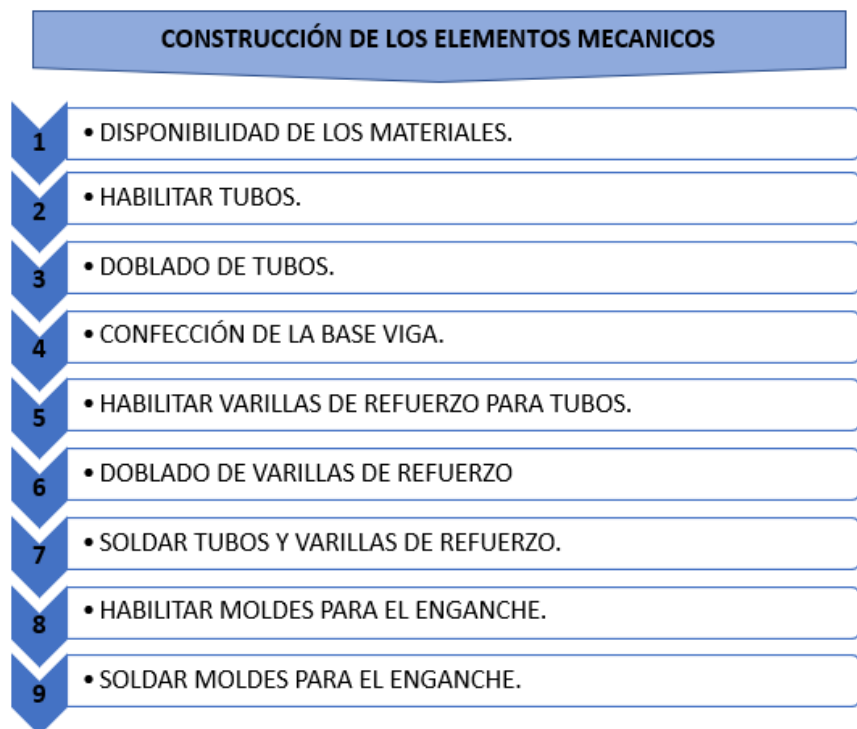 CONSTRUCCIÓN DE LOS ELEMENTOS MECANICOS
1 • DISPONIBILIDAD DE LOS MATERIALES.
2 • HABILITAR TUBOS.
3 • DOBLADO DE TUBOS.
4 • CONFECCIÓN DE LA BASE VIGA.
5 • HABILITAR VARILLAS DE REFUERZO PARA TUBOS.
6 • DOBLADO DE VARILLAS DE REFUERZO
7 • SOLDAR TUBOS Y VARILLAS DE REFUERZO.
8 • HABILITAR MOLDES PARA EL ENGANCHE.
9 • SOLDAR MOLDES PARA EL ENGANCHE.